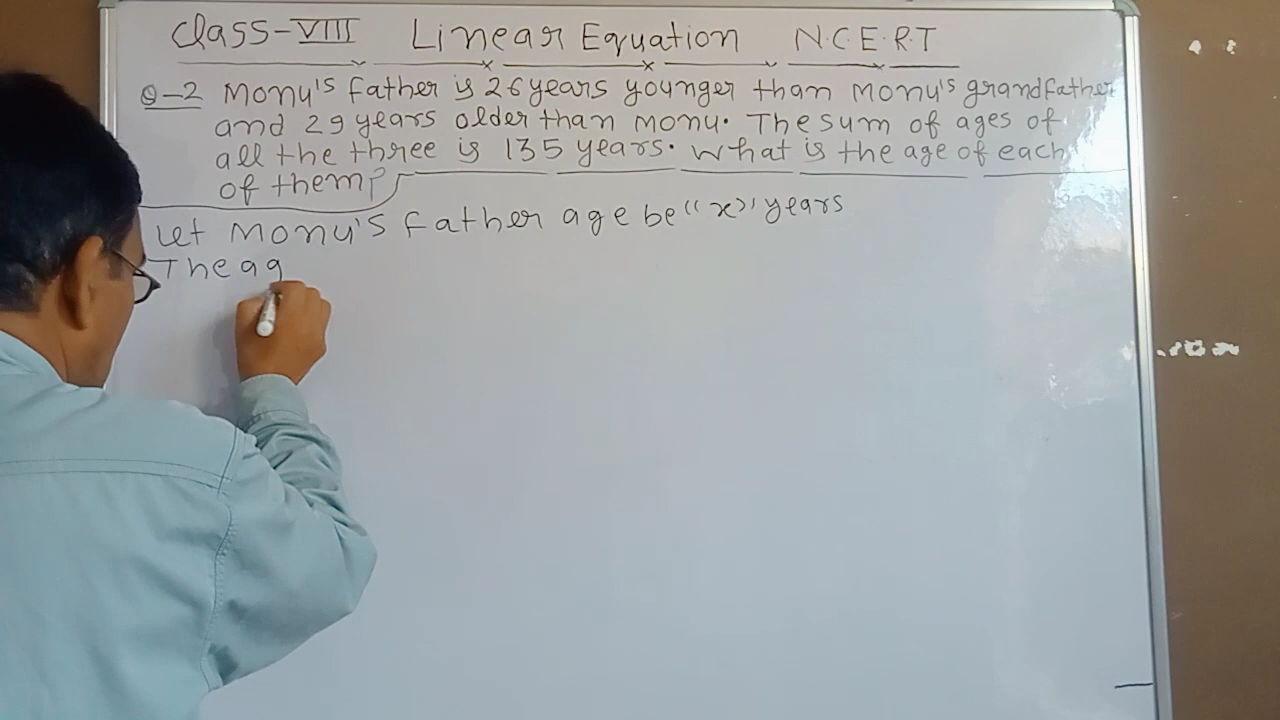 Class-VIII Linear Equation N.C.E.R.T
Q-2 Monu's father is 26 years younger than Monu's grandfather
and 29 years older than Monu. The sum of ages of
all the three is 135 years. What is the age of each
of them?
Let Monu's Father age be "x" years
The ag